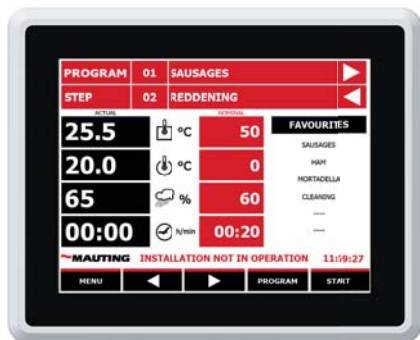 PROGRAM 01 SAUSAGES
STEP 02 REDDENING
ACTUAL NOMINAL
25.5 °C 50 FAVOURITES
SAUSAGES
20.0 °C 0 HAM
MORTADELLA
65 % 60 CLEANING
----
00:00 h/min 00:20 ----
MAUTING INSTALLATION NOT IN OPERATION 11:59:27
MENU PROGRAM START